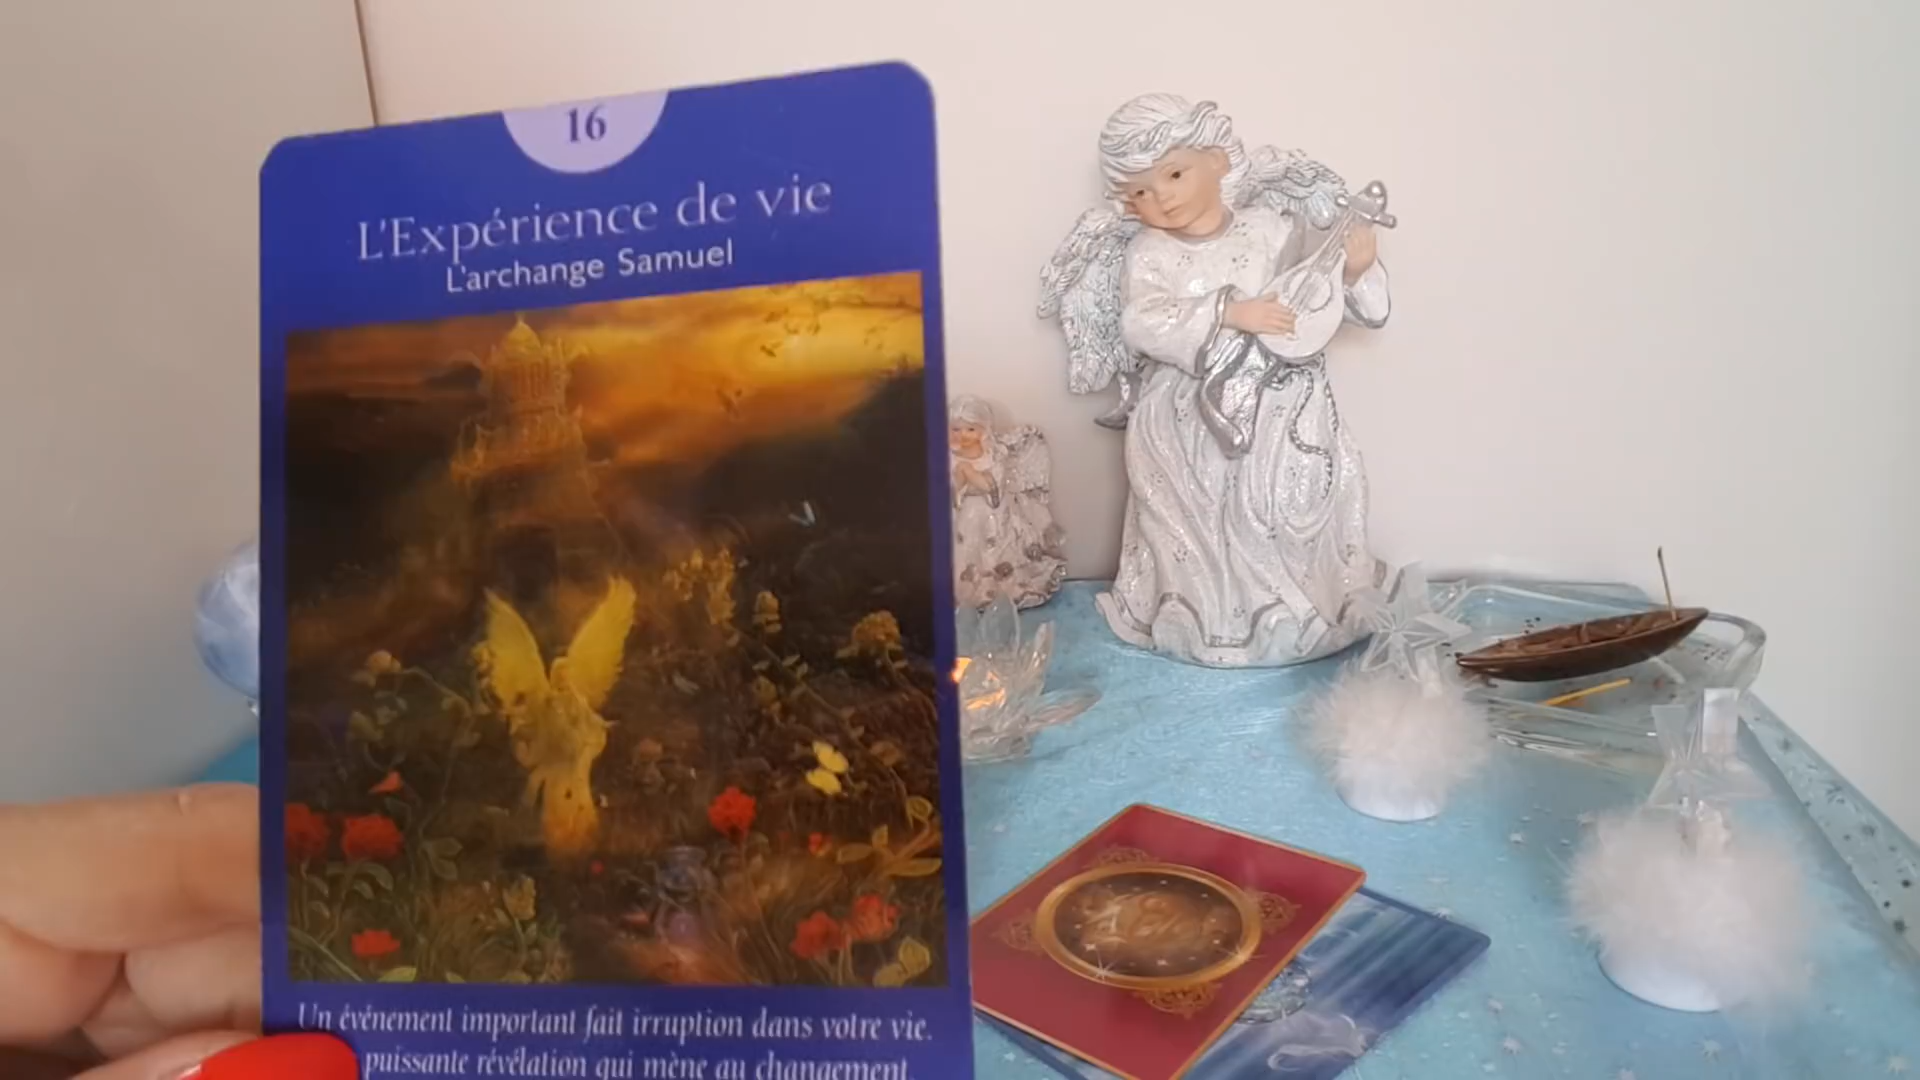 16
L'Expérience de vie
L'archange Samuel
Un événement important fait irruption dans votre vie.
puissante révélation qui mène au changement.